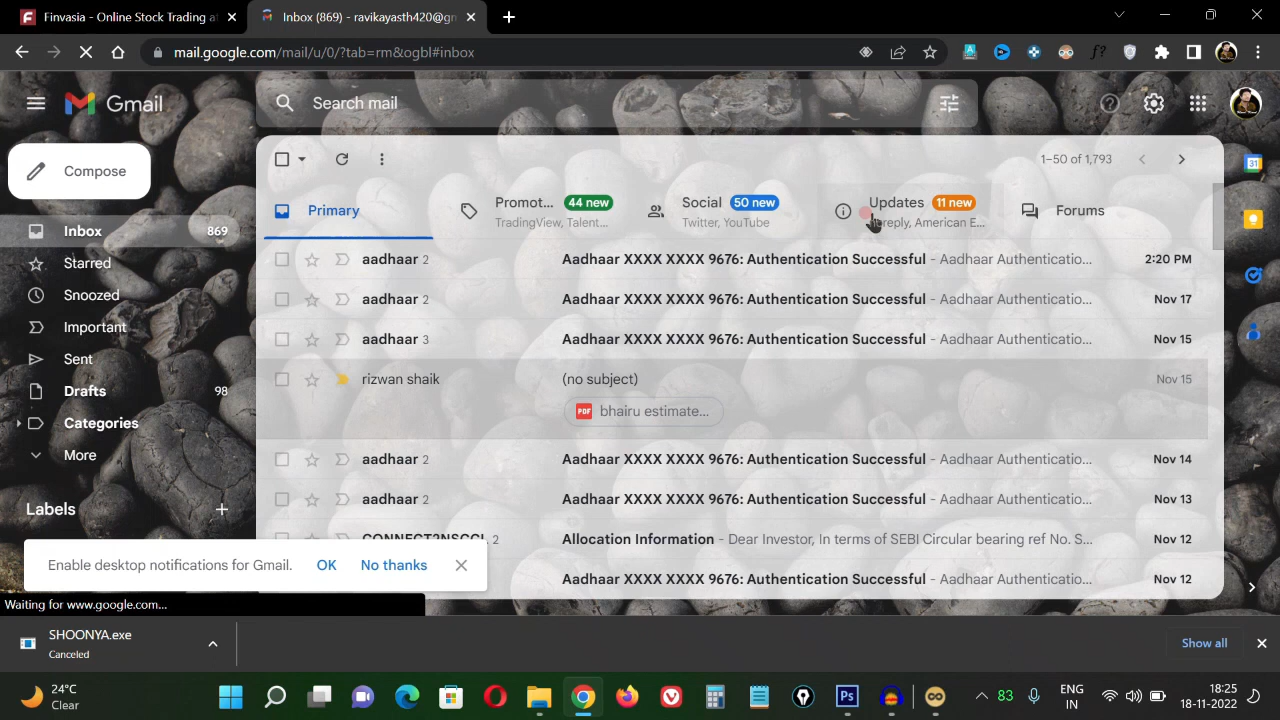 Finvasia - Online Stock Trading a
Inbox (869) - ravikayasth420@gm
mail.google.com/mail/u/0/?tab=rm&ogbl#inbox
Gmail
Search mail
Compose
1–50 of 1,793
Primary
Promot... 44 new
TradingView, Talent...
Social 50 new
Twitter, YouTube
Updates 11 new
American E...
Forums
Inbox 869
Starred
Snoozed
Important
Sent
Drafts 98
Categories
More
Labels
aadhaar 2 Aadhaar XXXX XXXX 9676: Authentication Successful - Aadhaar Authenticatio... 2:20 PM
aadhaar 2 Aadhaar XXXX XXXX 9676: Authentication Successful - Aadhaar Authenticatio... Nov 17
aadhaar 3 Aadhaar XXXX XXXX 9676: Authentication Successful - Aadhaar Authenticatio... Nov 15
rizwan shaik (no subject) Nov 15
PDF bhairu estimate...
aadhaar 2 Aadhaar XXXX XXXX 9676: Authentication Successful - Aadhaar Authenticatio... Nov 14
aadhaar 2 Aadhaar XXXX XXXX 9676: Authentication Successful - Aadhaar Authenticatio... Nov 13
2 Allocation Information - Dear Investor, In terms of SEBI Circular bearing ref No. S... Nov 12
Aadhaar XXXX XXXX 9676: Authentication Successful - Aadhaar Authenticatio... Nov 12
Enable desktop notifications for Gmail. OK No thanks
Waiting for www.google.com...
SHOONYA.exe
Canceled
Show all
24°C
Clear
83
ENG
IN
18:25
18-11-2022